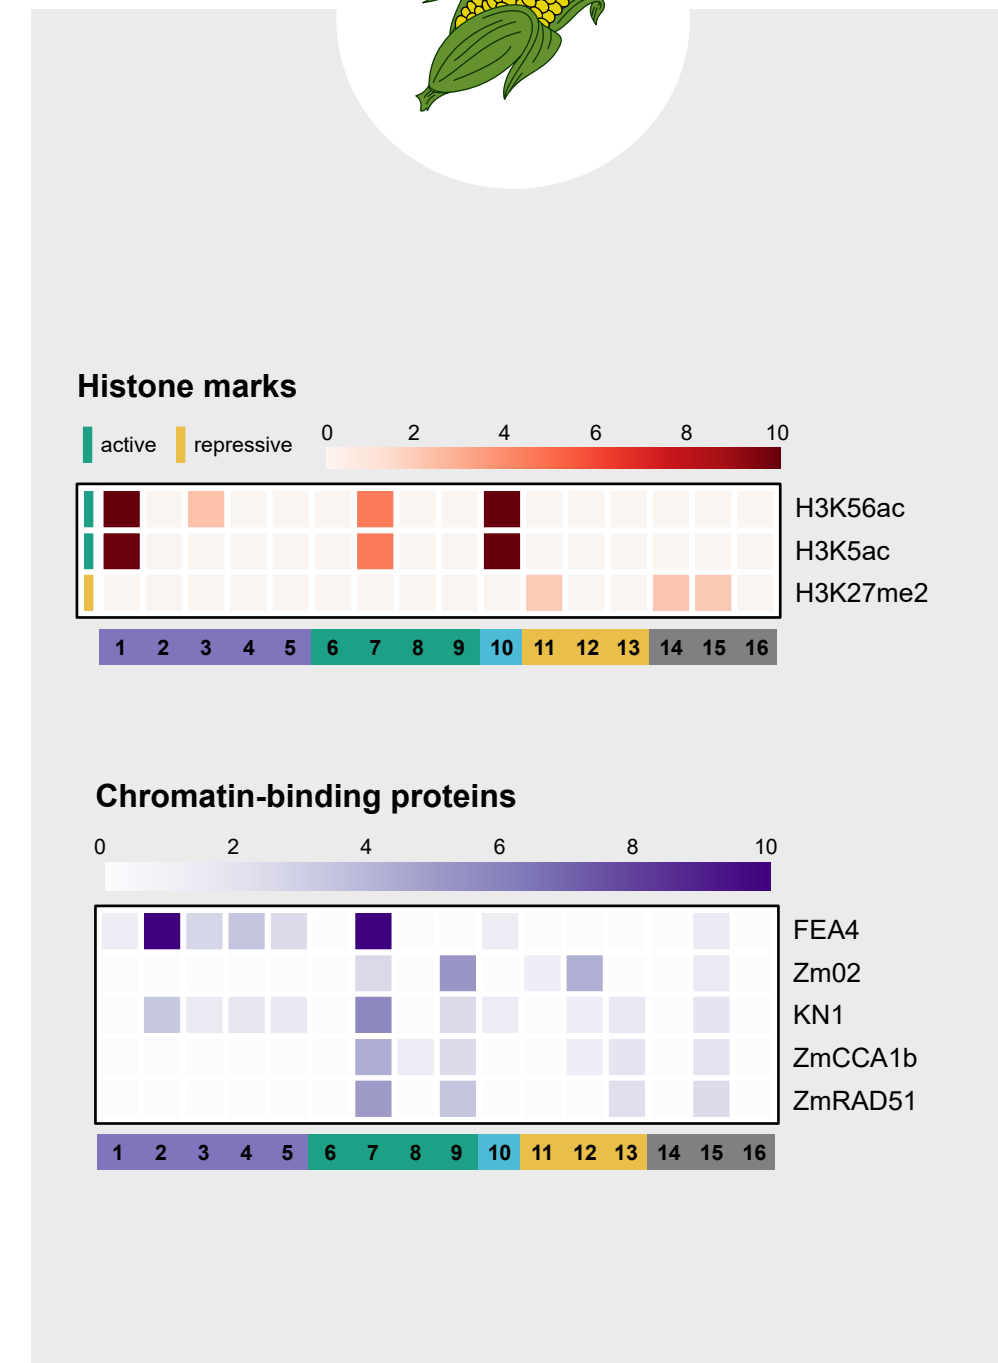 Histone marks
active repressive 0 2 4 6 8 10
H3K56ac
H3K5ac
H3K27me2
1 2 3 4 5 6 7 8 9 10 11 12 13 14 15 16
Chromatin-binding proteins
0 2 4 6 8 10
FEA4
Zm02
KN1
ZmCCA1b
ZmRAD51
1 2 3 4 5 6 7 8 9 10 11 12 13 14 15 16